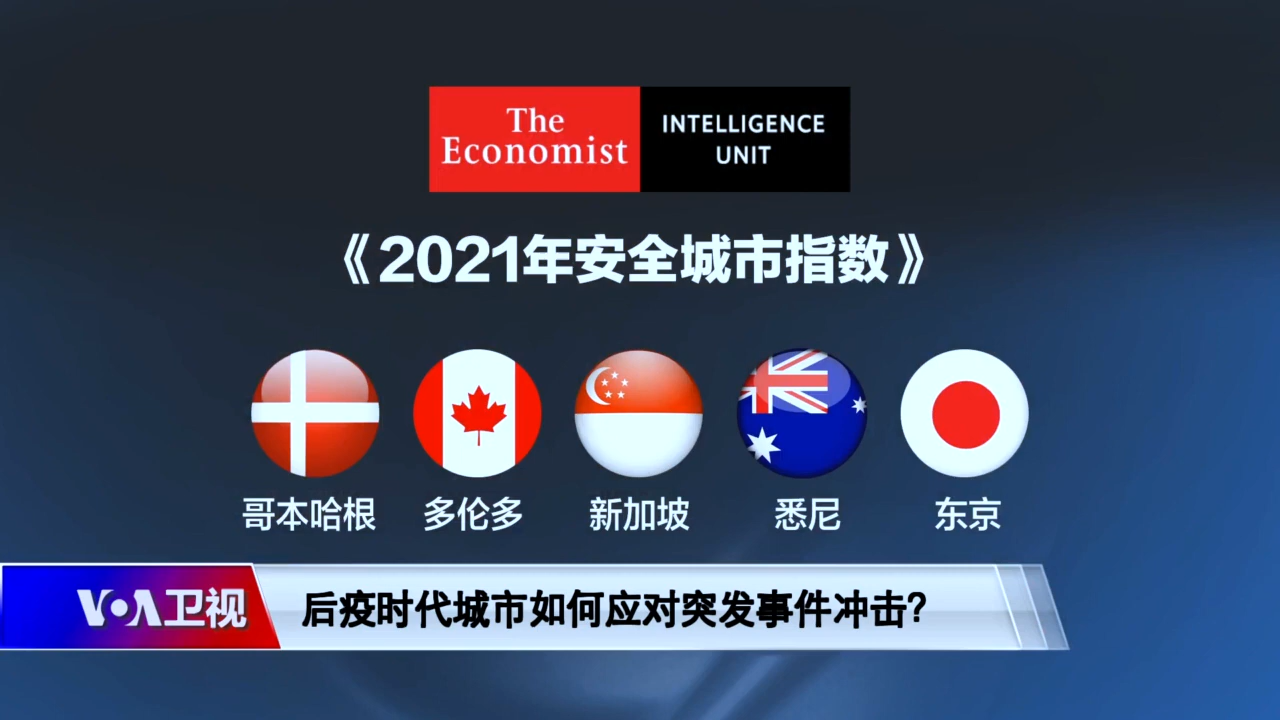 The
Economist
INTELLIGENCE
UNIT
《2021年安全城市指数》
哥本哈根 多伦多 新加坡 悉尼 东京
VOA卫视 后疫时代城市如何应对突发事件冲击?